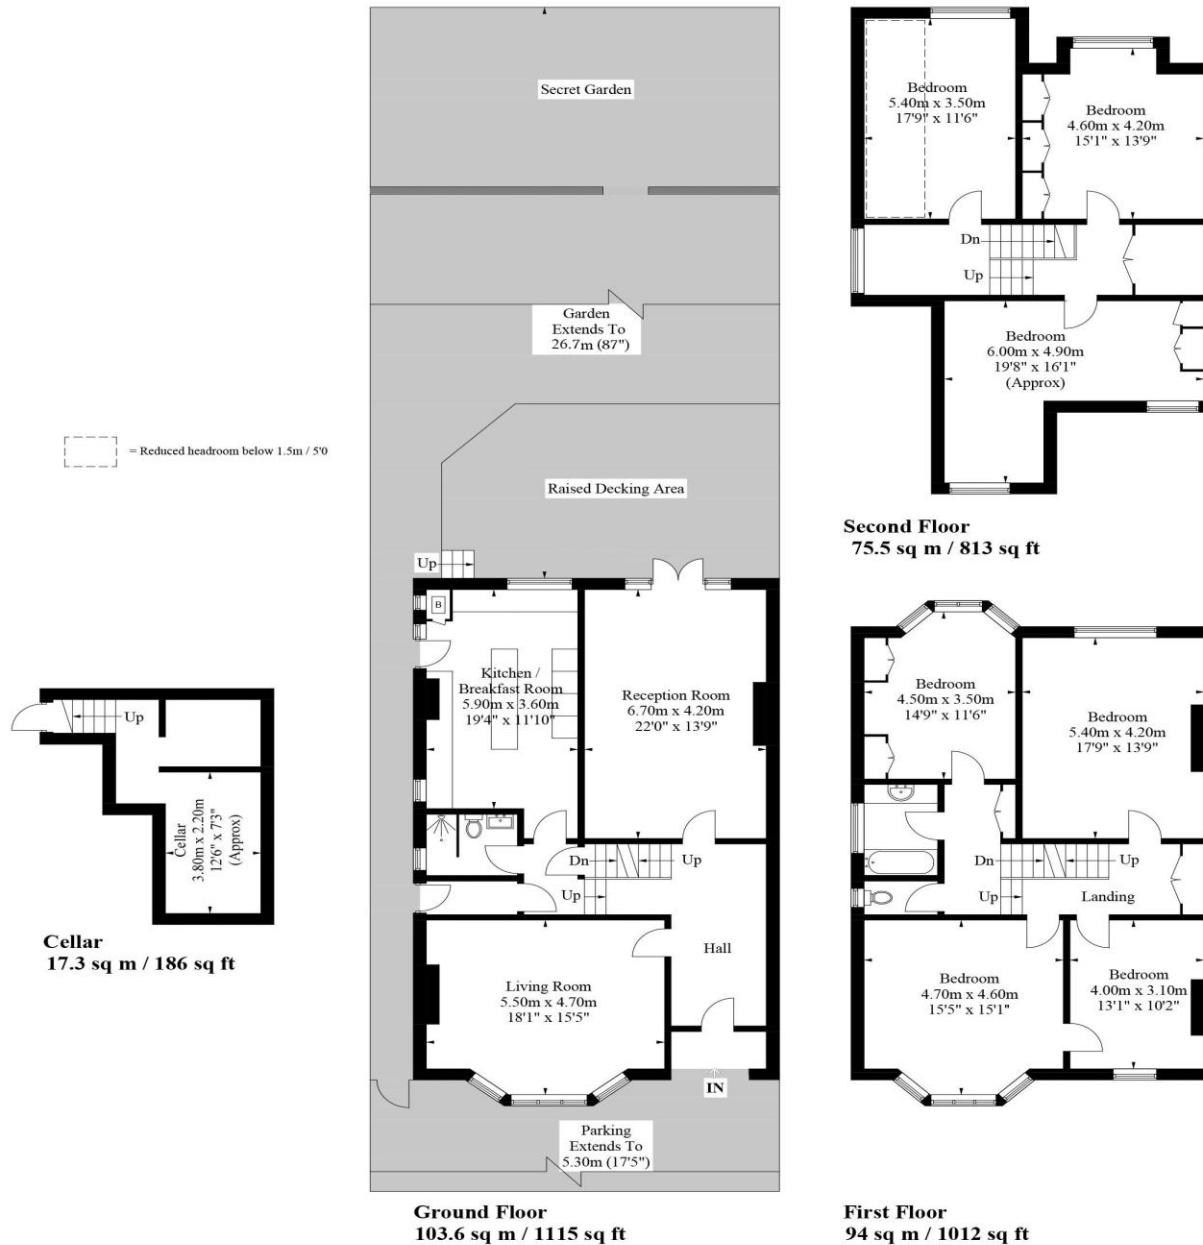 Secret Garden
Garden
Extends To
26.7m (87")
Raised Decking Area
Up
B
Kitchen /
Breakfast Room
5.90m x 3.60m
19'4" x 11'10"
Reception Room
6.70m x 4.20m
22'0" x 13'9"
Dn
Up
Up
Hall
Living Room
5.50m x 4.70m
18'1" x 15'5"
IN
Parking
Extends To
5.30m (17'5")
Ground Floor
103.6 sq m / 1115 sq ft
= Reduced headroom below 1.5m / 5'0
Up
Cellar
3.80m x 2.20m
12'6" x 7'3"
(Approx)
Cellar
17.3 sq m / 186 sq ft
Bedroom
5.40m x 3.50m
17'9" x 11'6"
Bedroom
4.60m x 4.20m
15'1" x 13'9"
Dn
Up
Bedroom
6.00m x 4.90m
19'8" x 16'1"
(Approx)
Second Floor
75.5 sq m / 813 sq ft
Bedroom
4.50m x 3.50m
14'9" x 11'6"
Bedroom
5.40m x 4.20m
17'9" x 13'9"
Dn
Up
Up
Landing
Bedroom
4.70m x 4.60m
15'5" x 15'1"
Bedroom
4.00m x 3.10m
13'1" x 10'2"
First Floor
94 sq m / 1012 sq ft